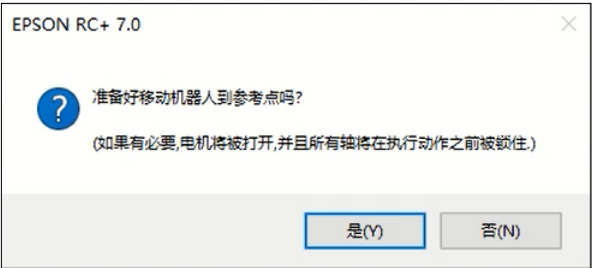 EPSON RC+ 7.0
准备好移动机器人到参考点吗?
(如果有必要,电机将被打开,并且所有轴将在执行动作之前被锁住.)
是(Y)
否(N)